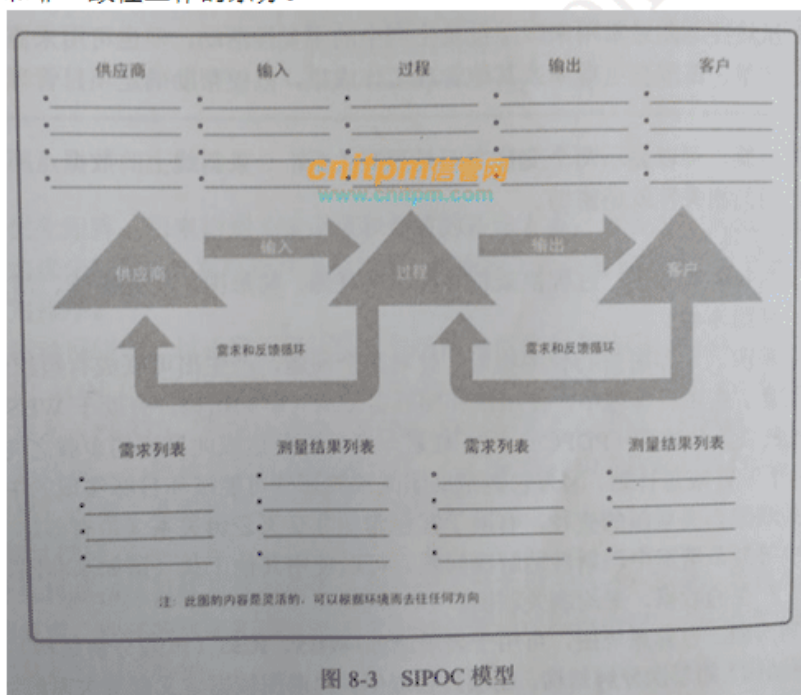 供应商 输入 过程 输出 客户
cnitpm信管网
www.cnitpm.com
输入 输出
供应商 过程 客户
需求和反馈循环 需求和反馈循环
需求列表 测量结果列表 需求列表 测量结果列表
注: 此图的内容是灵活的，可以根据环境而去往任何方向
图 8-3 SIPOC 模型